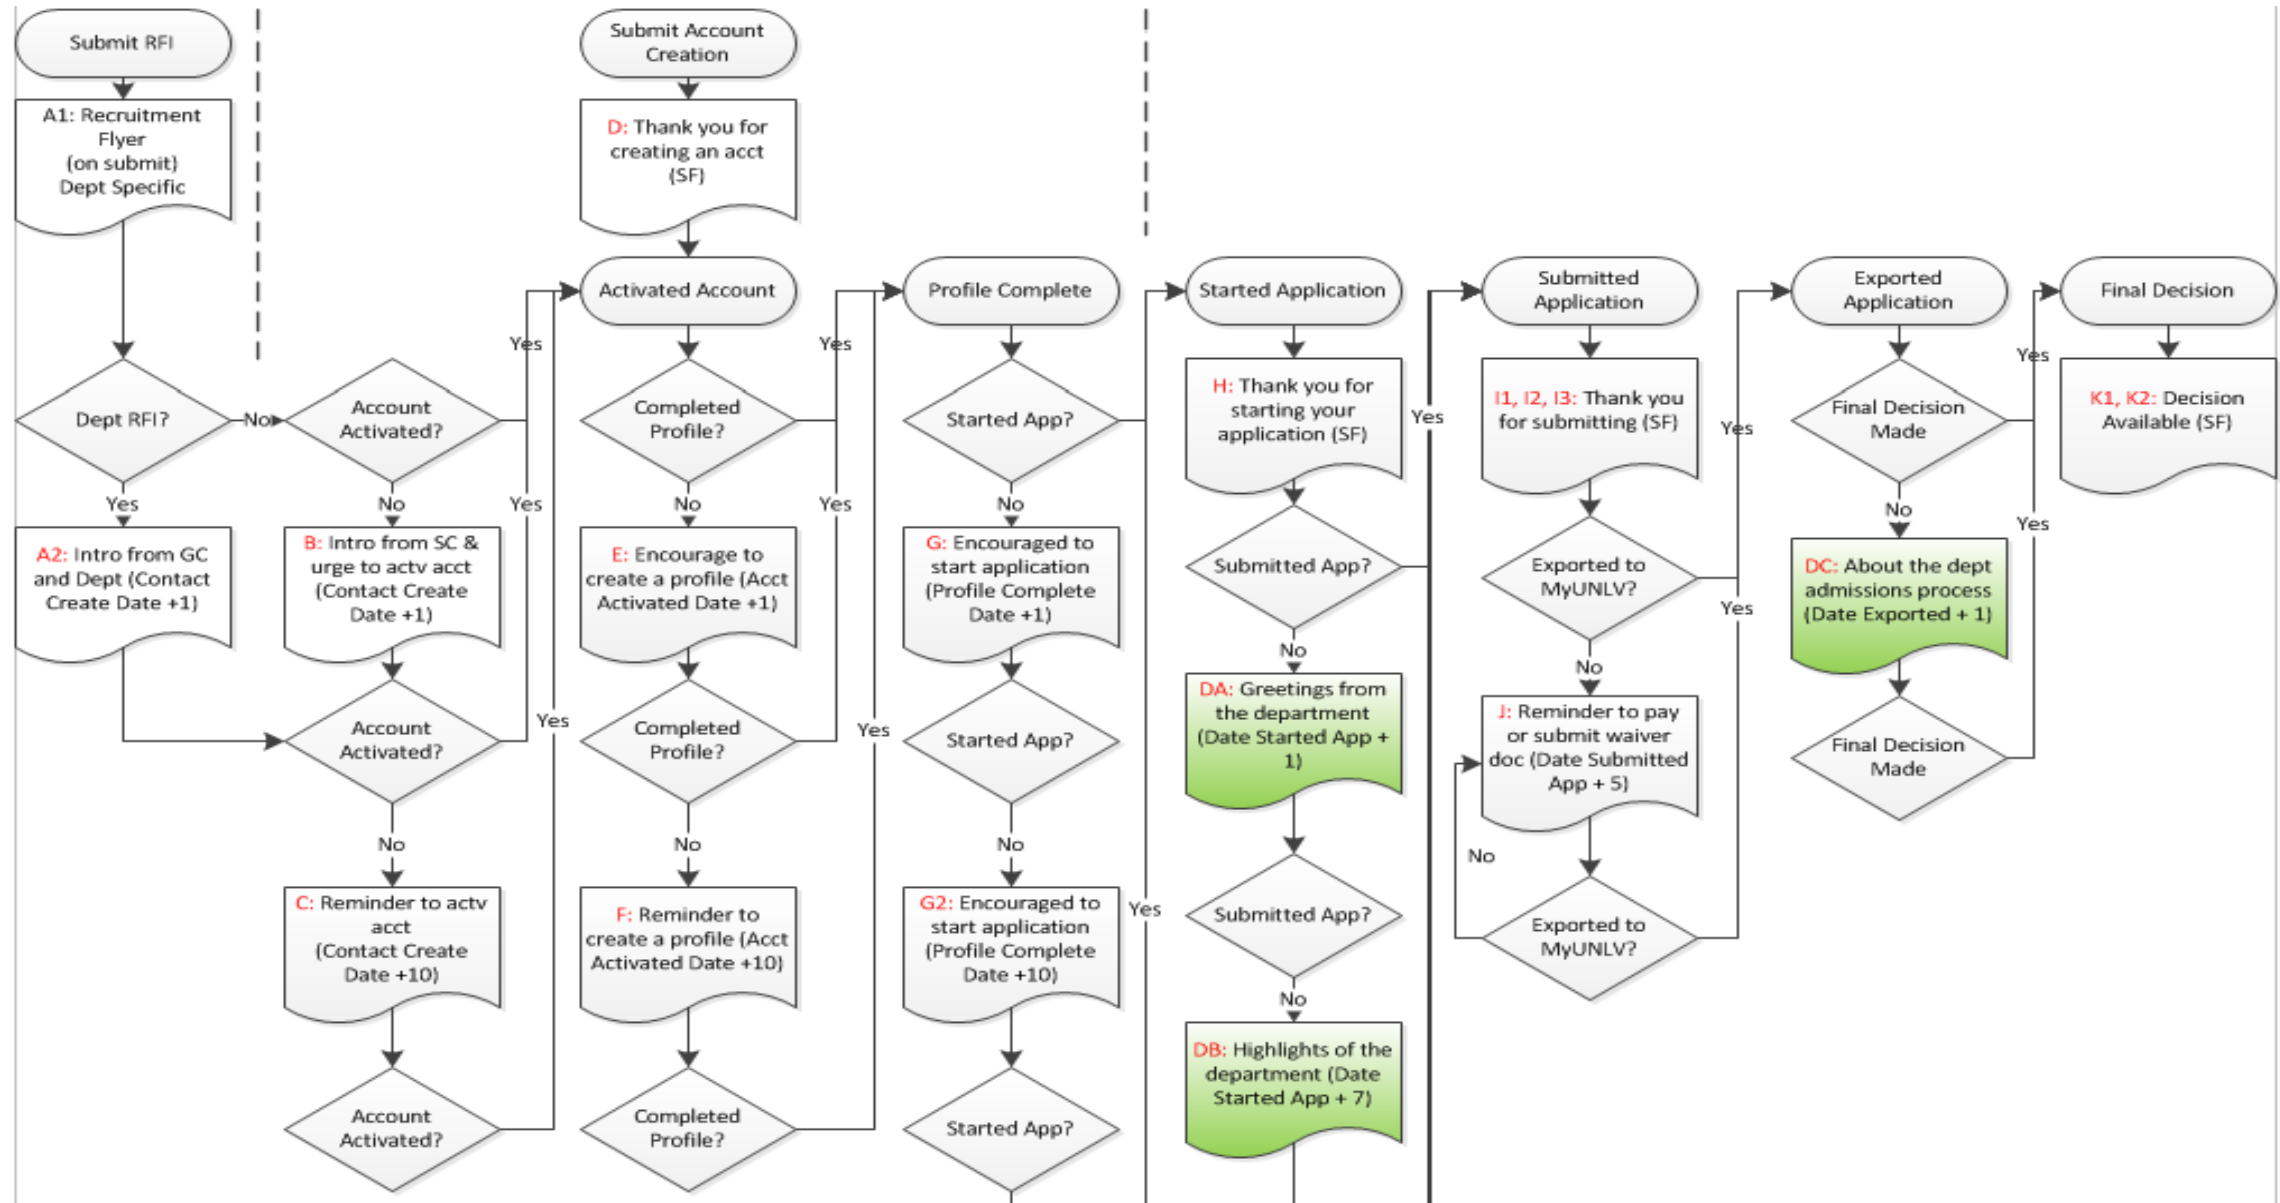 Submit RFI
A1: Recruitment
Flyer
(on submit)
Dept Specific
Dept RFI?
No
Yes
A2: Intro from GC
and Dept (Contact
Create Date +1)
Account
Activated?
No
B: Intro from SC &
urge to actv acct
(Contact Create
Date +1)
Account
Activated?
No
C: Reminder to actv
acct
(Contact Create
Date +10)
Account
Activated?
Yes
Yes
Yes
Submit Account
Creation
D: Thank you for
creating an acct
(SF)
Activated Account
Completed
Profile?
No
E: Encourage to
create a profile (Acct
Activated Date +1)
Completed
Profile?
No
F: Reminder to
create a profile (Acct
Activated Date +10)
Completed
Profile?
Yes
Yes
Yes
Profile Complete
Started App?
No
G: Encouraged to
start application
(Profile Complete
Date +1)
Started App?
No
G2: Encouraged to
start application
(Profile Complete
Date +10)
Started App?
Yes
Started Application
H: Thank you for
starting your
application (SF)
Submitted App?
No
DA: Greetings from
the department
(Date Started App +
1)
Submitted App?
No
DB: Highlights of the
department (Date
Started App + 7)
Yes
Submitted
Application
I1, I2, I3: Thank you
for submitting (SF)
Exported to
MyUNLV?
No
J: Reminder to pay
or submit waiver
doc (Date Submitted
App + 5)
No
Exported to
MyUNLV?
Yes
Yes
Exported
Application
Final Decision
Made
No
DC: About the dept
admissions process
(Date Exported + 1)
Final Decision
Made
Yes
Yes
Final Decision
K1, K2: Decision
Available (SF)